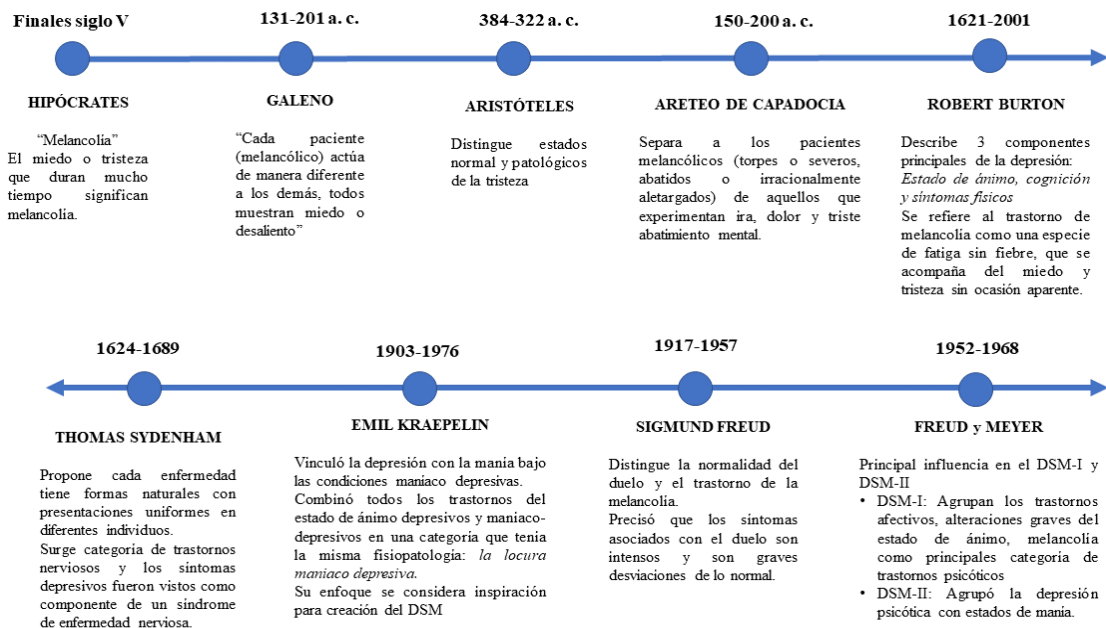 Finales siglo V
HIPÓCRATES
“Melancolía”
El miedo o tristeza
que duran mucho
tiempo significan
melancolía.
131-201 a. c.
GALENO
“Cada paciente
(melancólico) actúa
de manera diferente
a los demás, todos
muestran miedo o
desaliento”
384-322 a. c.
ARISTÓTELES
Distingue estados
normal y patológicos
de la tristeza
150-200 a. c.
ARETEO DE CAPADOCIA
Separa a los pacientes
melancólicos (torpes o severos,
abatidos o irracionalmente
aletargados) de aquellos que
experimentan ira, dolor y triste
abatimiento mental.
1621-2001
ROBERT BURTON
Describe 3 componentes
principales de la depresión:
Estado de ánimo, cognición
y síntomas físicos
Se refiere al trastorno de
melancolía como una especie
de fatiga sin fiebre, que se
acompaña del miedo y
tristeza sin ocasión aparente.
1624-1689
THOMAS SYDENHAM
Propone cada enfermedad
tiene formas naturales con
presentaciones uniformes en
diferentes individuos.
Surge categoría de trastornos
nerviosos y los síntomas
depresivos fueron vistos como
componente de un síndrome
de enfermedad nerviosa.
1903-1976
EMIL KRAEPELIN
Vinculó la depresión con la manía bajo
las condiciones maniaco depresivas.
Combinó todos los trastornos del
estado de ánimo depresivos y maniaco-
depresivos en una categoría que tenía
la misma fisiopatología: la locura
maniaco depresiva.
Su enfoque se considera inspiración
para creación del DSM
1917-1957
SIGMUND FREUD
Distingue la normalidad del
duelo y el trastorno de la
melancolía.
Precisó que los síntomas
asociados con el duelo son
intensos y son graves
desviaciones de lo normal.
1952-1968
FREUD y MEYER
Principal influencia en el DSM-I y
DSM-II
• DSM-I: Agrupan los trastornos
afectivos, alteraciones graves del
estado de ánimo, melancolía
como principales categoría de
trastornos psicóticos
• DSM-II: Agrupó la depresión
psicótica con estados de manía.